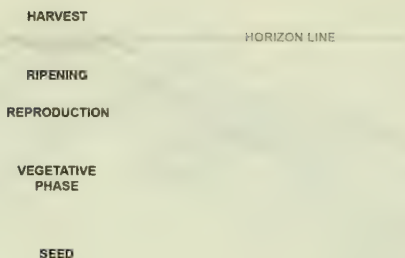 HARVEST
HORIZON LINE
RIPENING
REPRODUCTION
VEGETATIVE
PHASE
SEED